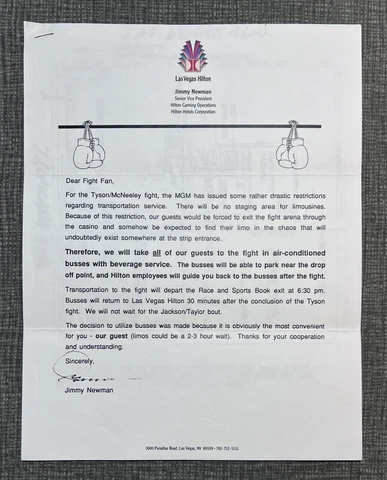 Las Vegas Hilton
Jimmy Newman
Senior Vice President
Hilton Gaming Operations
Hilton Hotels Corporation
Dear Fight Fan,
For the Tyson/McNeeley fight, the MGM has issued some rather drastic restrictions
regarding transportation service. There will be no staging area for limousines.
Because of this restriction, our guests would be forced to exit the fight arena through
the casino and somehow be expected to find their limo in the chaos that will
undoubtedly exist somewhere at the strip entrance.
Therefore, we will take all of our guests to the fight in air-conditioned
busses with beverage service. The busses will be able to park near the drop
off point, and Hilton employees will guide you back to the busses after the fight.
Transportation to the fight will depart the Race and Sports Book exit at 6:30 pm.
Busses will return to Las Vegas Hilton 30 minutes after the conclusion of the Tyson
fight. We will not wait for the Jackson/Taylor bout.
The decision to utilize busses was made because it is obviously the most convenient
for you - our guest (limos could be a 2-3 hour wait). Thanks for your cooperation
and understanding.
Sincerely,
Jimmy Newman
3000 Paradise Road, Las Vegas, NV 89109 • 702-732-5111